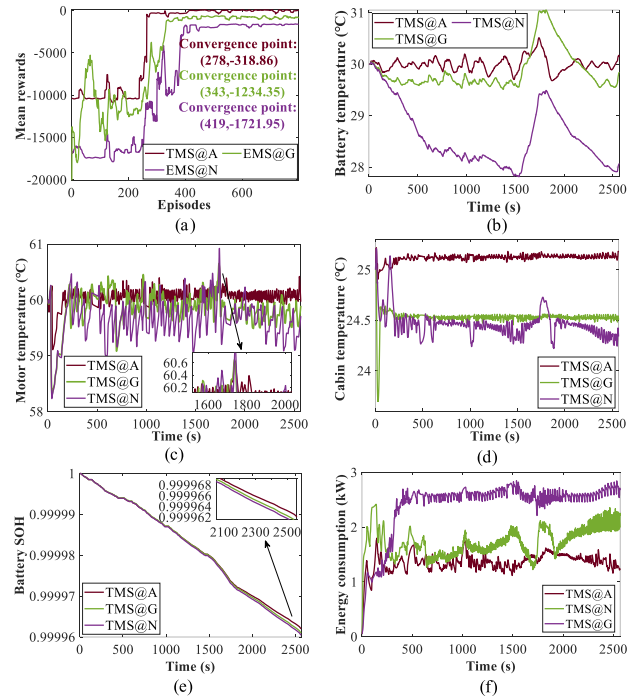 0
-5000
-10000
-15000
-20000
Mean rewards
Convergence point:
(278,-318.86)
Convergence point:
(343,-1234.35)
Convergence point:
(419,-1721.95)
TMS@A EMS@G
EMS@N
0 200 400 600
Episodes
(a)
31
30
29
28
Battery temperature (℃)
TMS@A TMS@N
TMS@G
0 500 1000 1500 2000 2500
Time (s)
(b)
61
60
59
58
Motor temperature (℃)
TMS@A
TMS@G
TMS@N
60.6
60.4
60.2
1600 1800 2000
0 500 1000 1500 2000 2500
Time (s)
(c)
25
24.5
24
Cabin temperature (℃)
TMS@A
TMS@G
TMS@N
0 500 1000 1500 2000 2500
Time (s)
(d)
1
0.99999
0.99998
0.99997
0.99996
Battery SOH
0.999968
0.999966
0.999964
0.999962
2100 2300 2500
TMS@A
TMS@G
TMS@N
0 500 1000 1500 2000 2500
Time (s)
(e)
3
2
1
0
Energy consumption (kW)
TMS@A
TMS@N
TMS@G
0 500 1000 1500 2000 2500
Time (s)
(f)